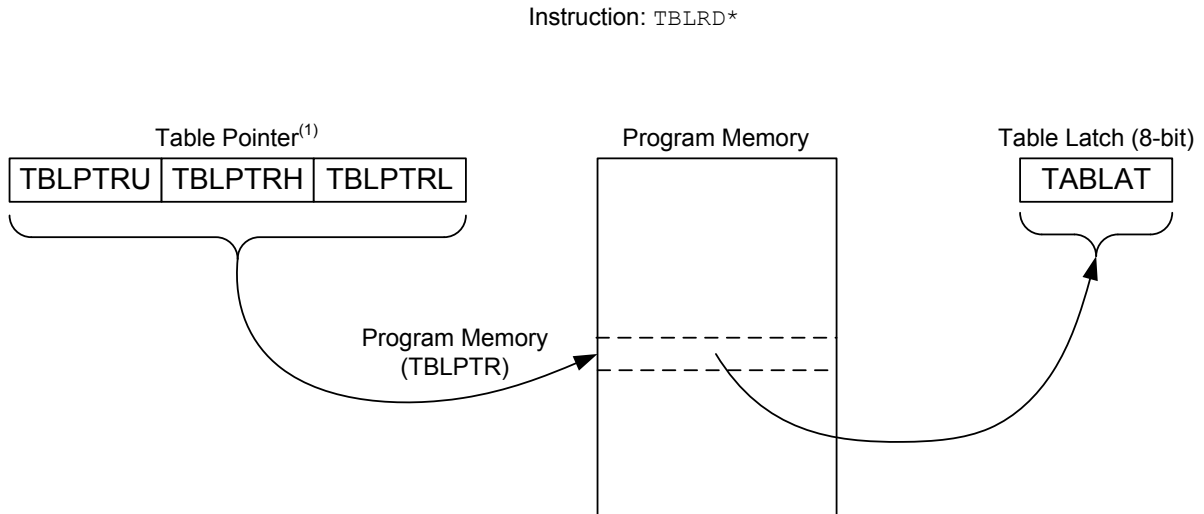 Instruction: TBLRD*
Table Pointer(1)
Program Memory
Table Latch (8-bit)
TBLPTRU TBLPTRH TBLPTRL
TABLAT
Program Memory
(TBLPTR)